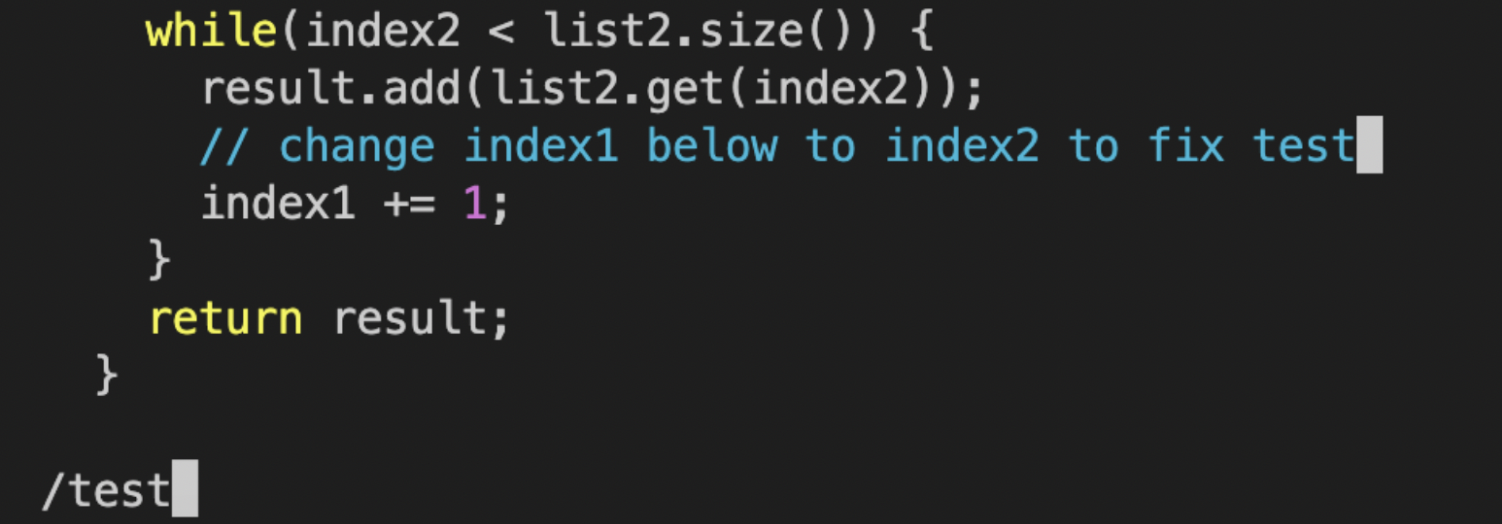 while(index2 < list2.size()) {
result.add(list2.get(index2));
// change index1 below to index2 to fix test
index1 += 1;
}
return result;
}
/test